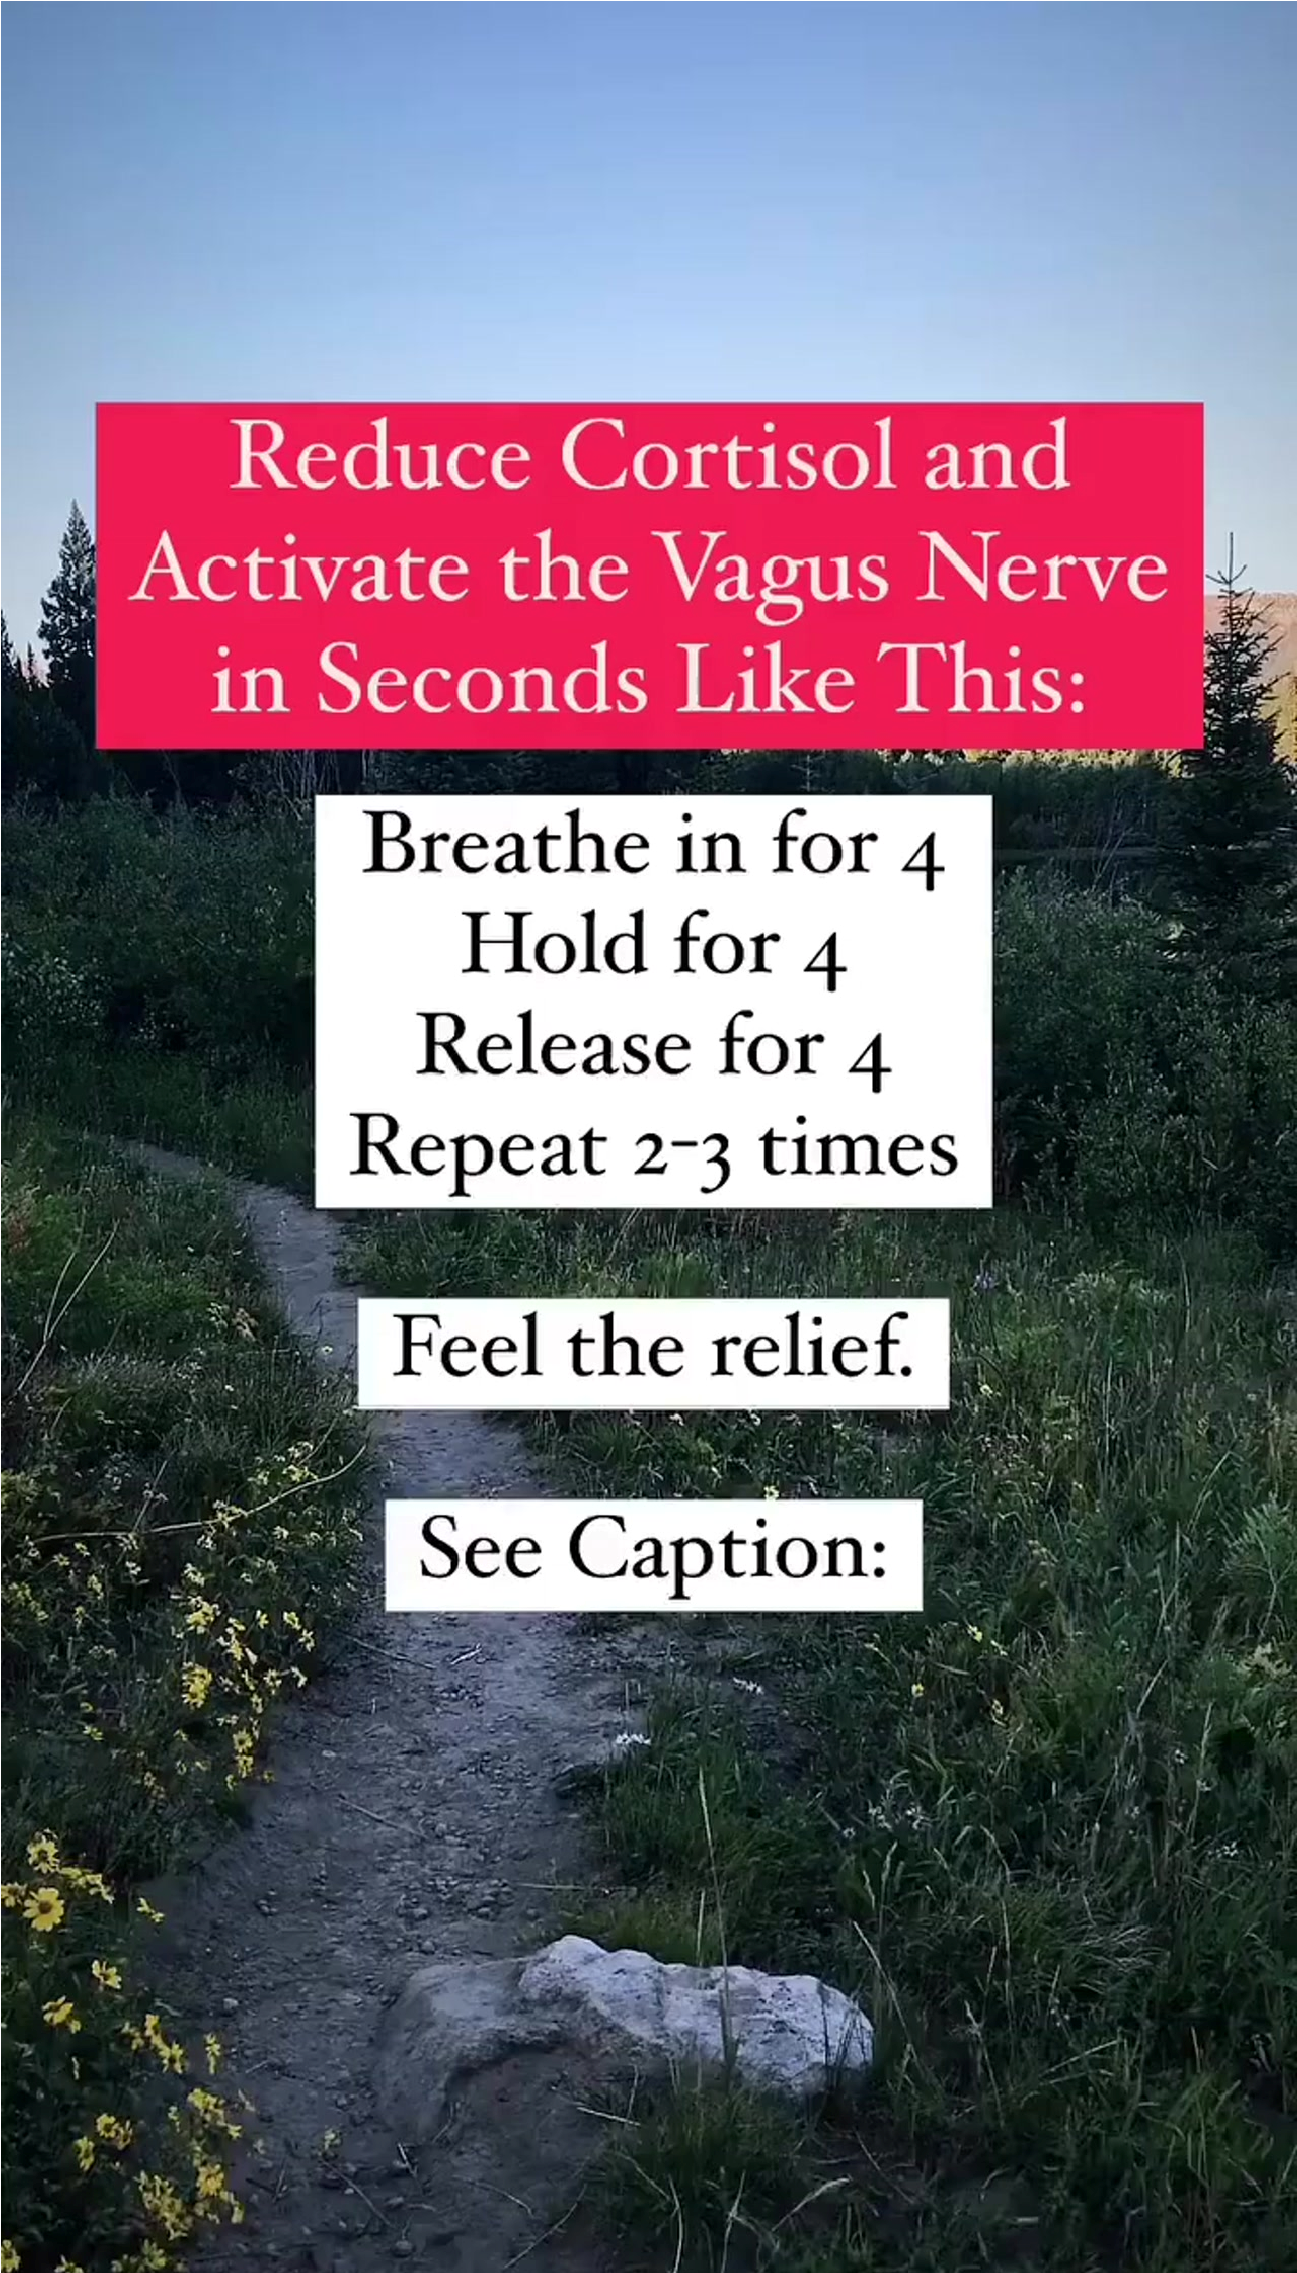 Reduce Cortisol and
Activate the Vagus Nerve
in Seconds Like This:
Breathe in for 4
Hold for 4
Release for 4
Repeat 2-3 times
Feel the relief.
See Caption: